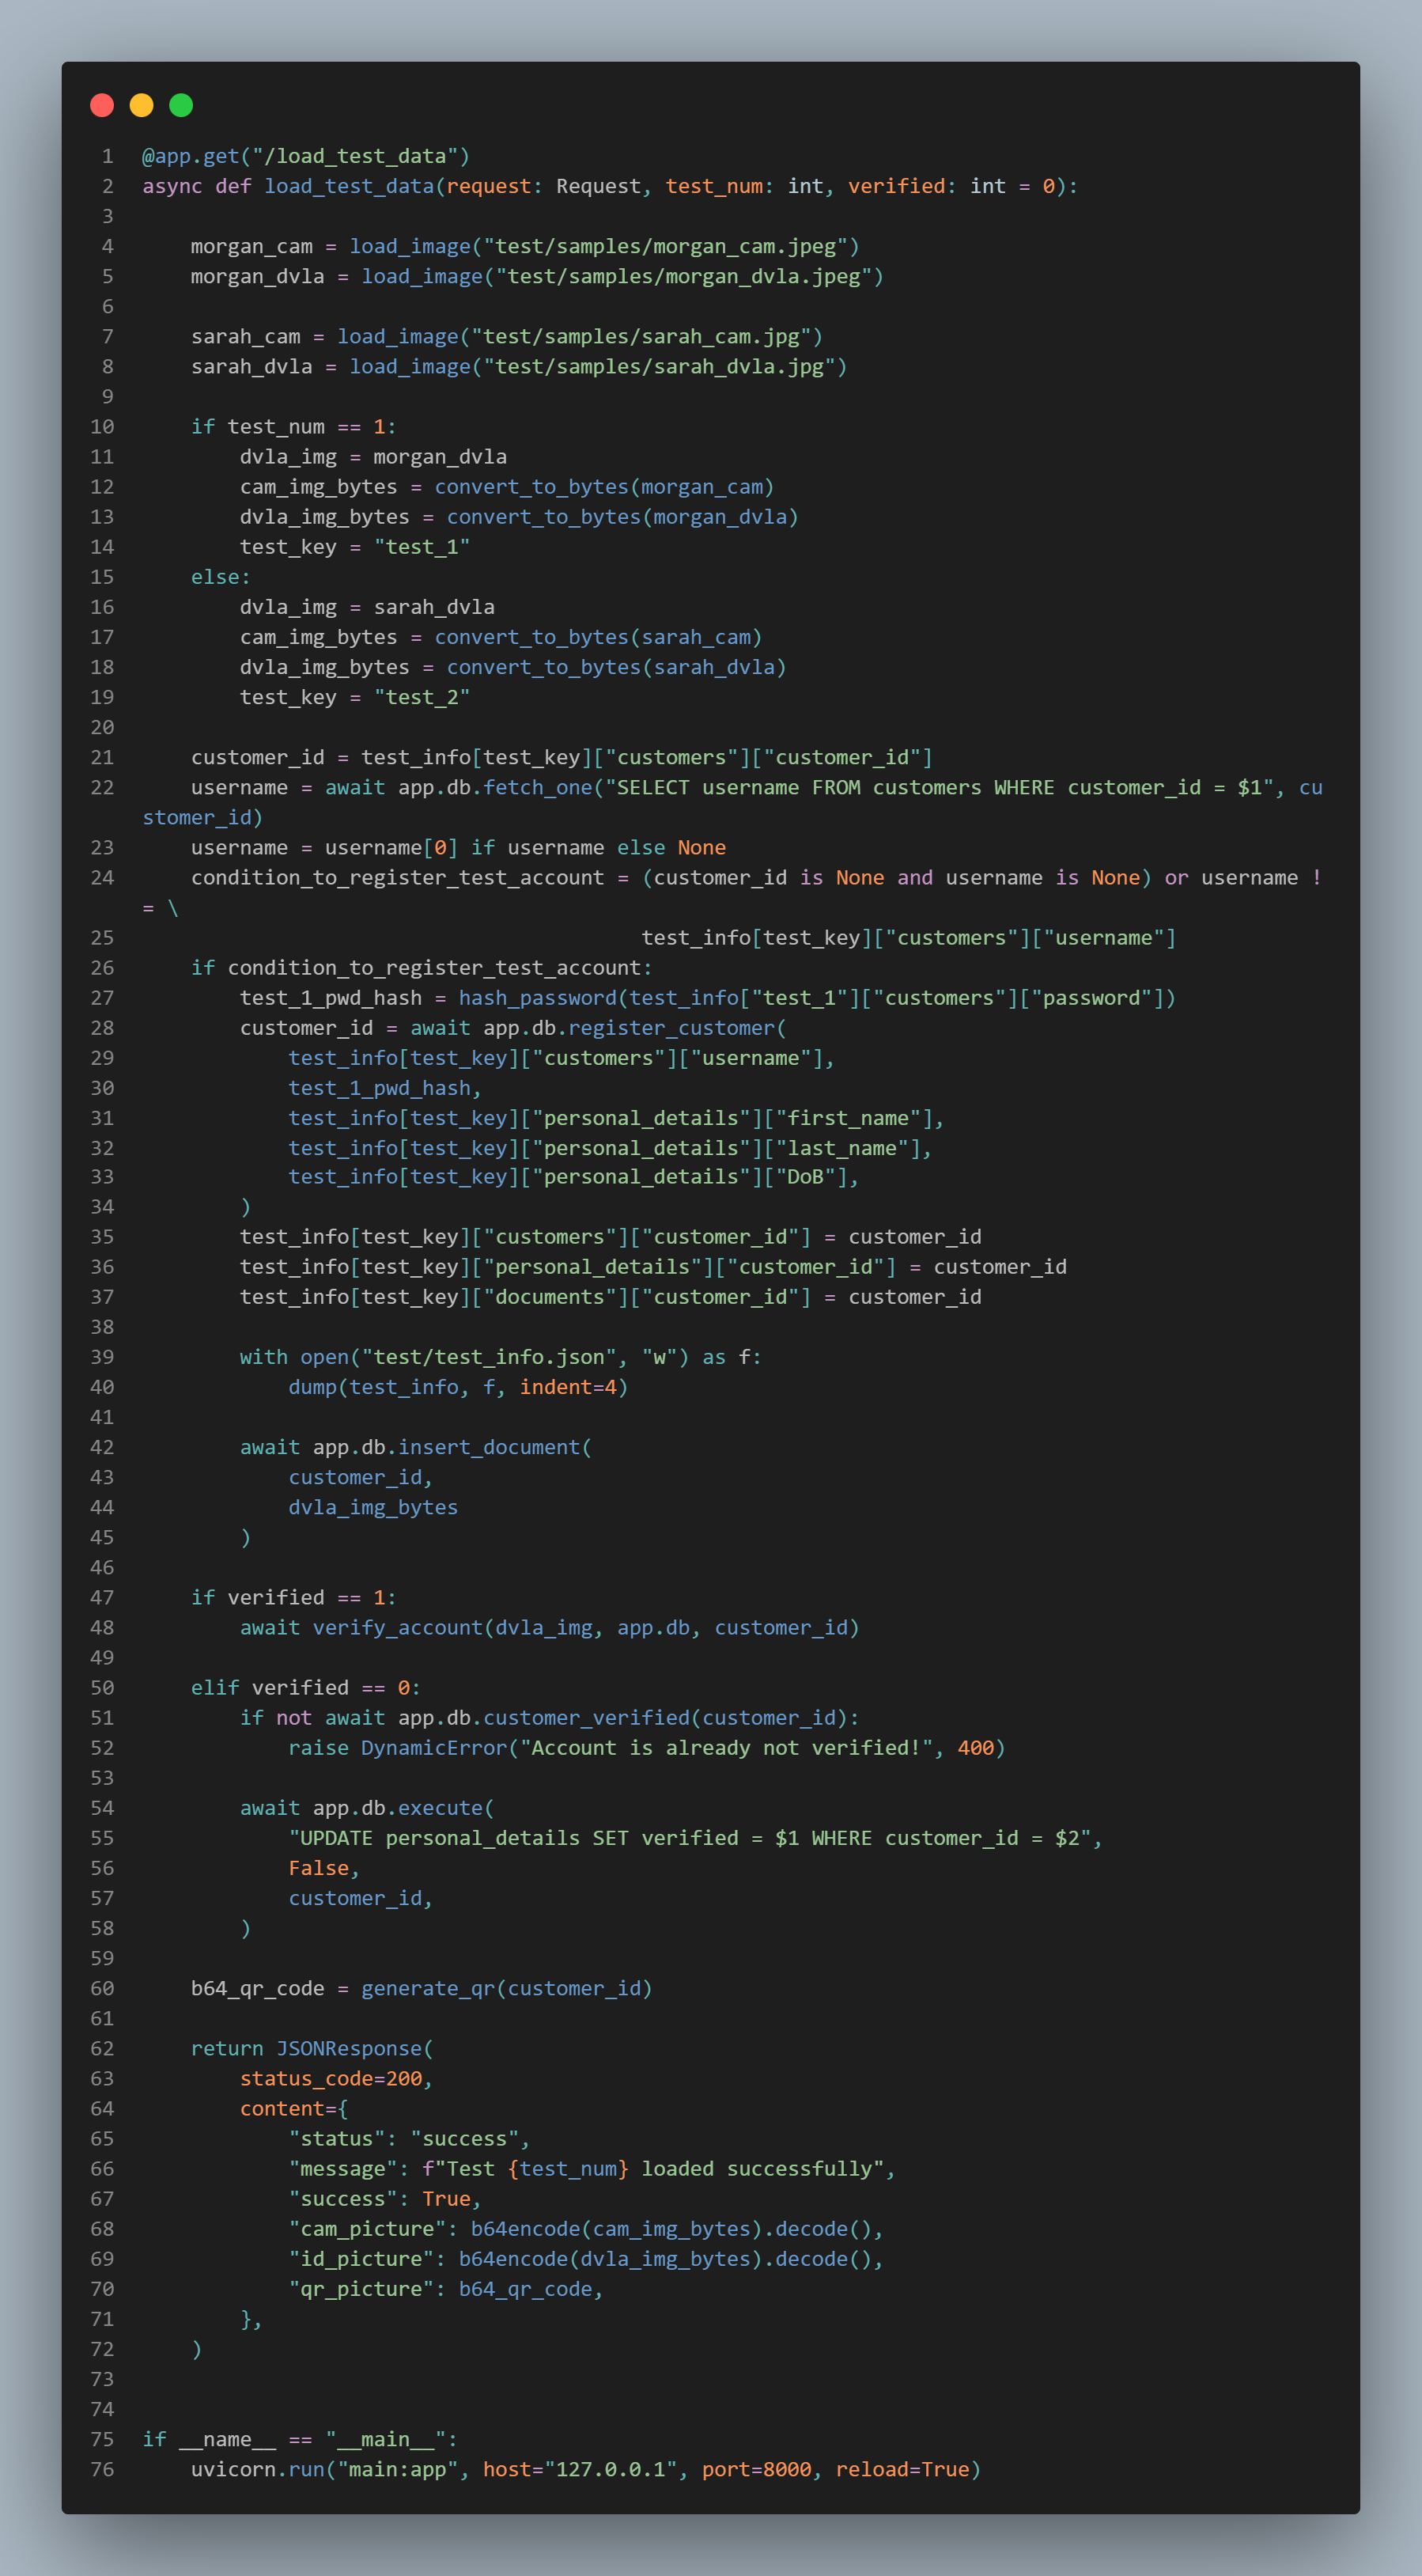 1 @app.get("/load_test_data")
2 async def load_test_data(request: Request, test_num: int, verified: int = 0):
3
4     morgan_cam = load_image("test/samples/morgan_cam.jpeg")
5     morgan_dvla = load_image("test/samples/morgan_dvla.jpeg")
6
7     sarah_cam = load_image("test/samples/sarah_cam.jpg")
8     sarah_dvla = load_image("test/samples/sarah_dvla.jpg")
9
10     if test_num == 1:
11         dvla_img = morgan_dvla
12         cam_img_bytes = convert_to_bytes(morgan_cam)
13         dvla_img_bytes = convert_to_bytes(morgan_dvla)
14         test_key = "test_1"
15     else:
16         dvla_img = sarah_dvla
17         cam_img_bytes = convert_to_bytes(sarah_cam)
18         dvla_img_bytes = convert_to_bytes(sarah_dvla)
19         test_key = "test_2"
20
21     customer_id = test_info[test_key]["customers"]["customer_id"]
22     username = await app.db.fetch_one("SELECT username FROM customers WHERE customer_id = $1", cu
stomer_id)
23     username = username[0] if username else None
24     condition_to_register_test_account = (customer_id is None and username is None) or username !
= \
25                                          test_info[test_key]["customers"]["username"]
26     if condition_to_register_test_account:
27         test_1_pwd_hash = hash_password(test_info["test_1"]["customers"]["password"])
28         customer_id = await app.db.register_customer(
29             test_info[test_key]["customers"]["username"],
30             test_1_pwd_hash,
31             test_info[test_key]["personal_details"]["first_name"],
32             test_info[test_key]["personal_details"]["last_name"],
33             test_info[test_key]["personal_details"]["DoB"],
34         )
35         test_info[test_key]["customers"]["customer_id"] = customer_id
36         test_info[test_key]["personal_details"]["customer_id"] = customer_id
37         test_info[test_key]["documents"]["customer_id"] = customer_id
38
39         with open("test/test_info.json", "w") as f:
40             dump(test_info, f, indent=4)
41
42         await app.db.insert_document(
43             customer_id,
44             dvla_img_bytes
45         )
46
47     if verified == 1:
48         await verify_account(dvla_img, app.db, customer_id)
49
50     elif verified == 0:
51         if not await app.db.customer_verified(customer_id):
52             raise DynamicError("Account is already not verified!", 400)
53
54         await app.db.execute(
55             "UPDATE personal_details SET verified = $1 WHERE customer_id = $2",
56             False,
57             customer_id,
58         )
59
60     b64_qr_code = generate_qr(customer_id)
61
62     return JSONResponse(
63         status_code=200,
64         content={
65             "status": "success",
66             "message": f"Test {test_num} loaded successfully",
67             "success": True,
68             "cam_picture": b64encode(cam_img_bytes).decode(),
69             "id_picture": b64encode(dvla_img_bytes).decode(),
70             "qr_picture": b64_qr_code,
71         },
72     )
73
74
75 if __name__ == "__main__":
76     uvicorn.run("main:app", host="127.0.0.1", port=8000, reload=True)